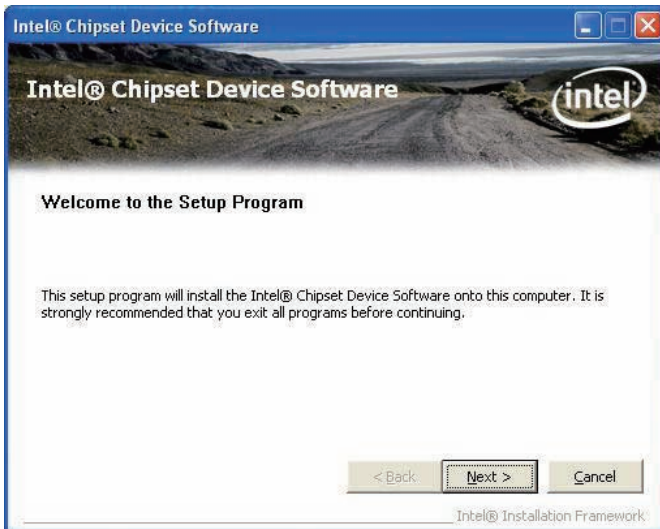 Intel® Chipset Device Software
Intel® Chipset Device Software
intel
Welcome to the Setup Program
This setup program will install the Intel® Chipset Device Software onto this computer. It is
strongly recommended that you exit all programs before continuing.
< Back
Next >
Cancel
Intel® Installation Framework